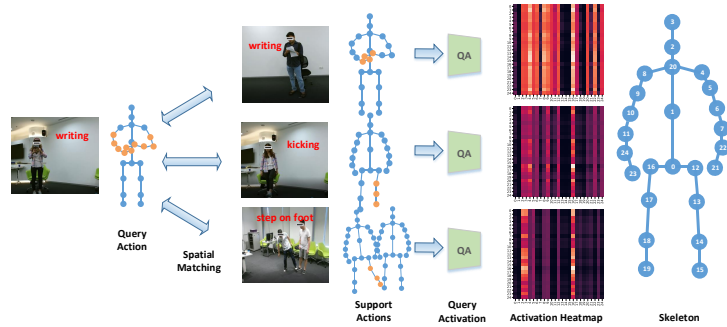 writing
Query
Action
Spatial
Matching
writing
kicking
step on foot
Support
Actions
QA
QA
QA
Query
Activation
Activation Heatmap
3
2
20
8
4
9
5
10
6
1
11
7
22
24
16
0
12
23
21
17
13
18
14
19
15
Skeleton